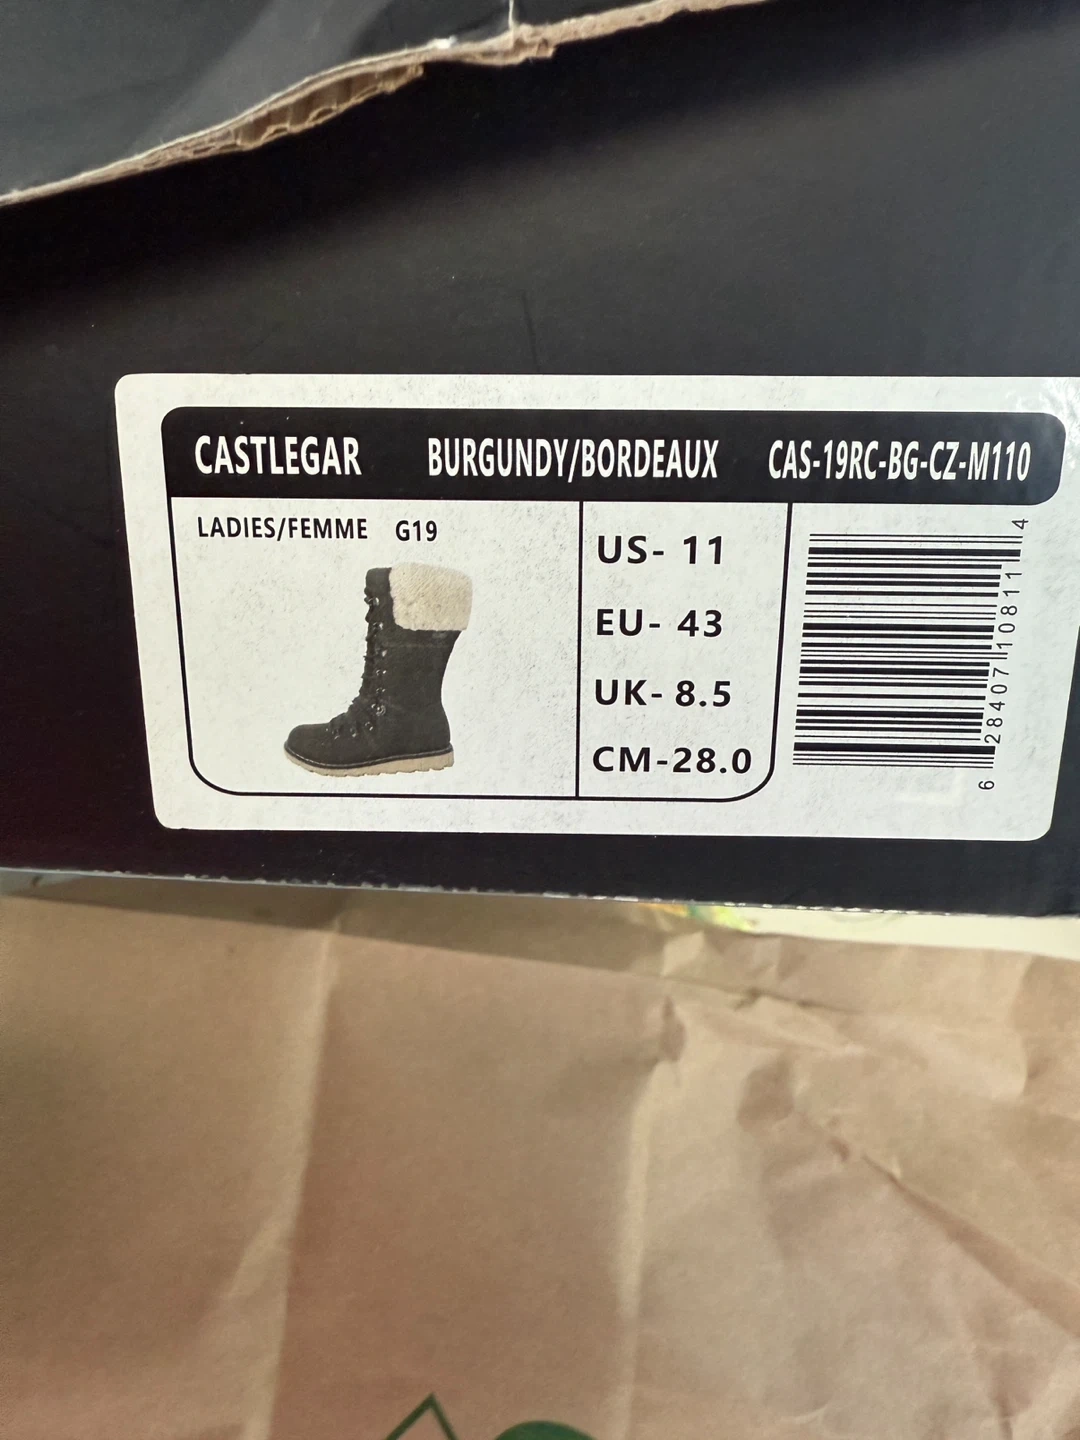 CASTLEGAR BURGUNDY/BORDEAUX CAS-19RC-BG-CZ-M110
LADIES/FEMME G19
US- 11
EU- 43
UK- 8.5
CM-28.0
6 28407 10811 4